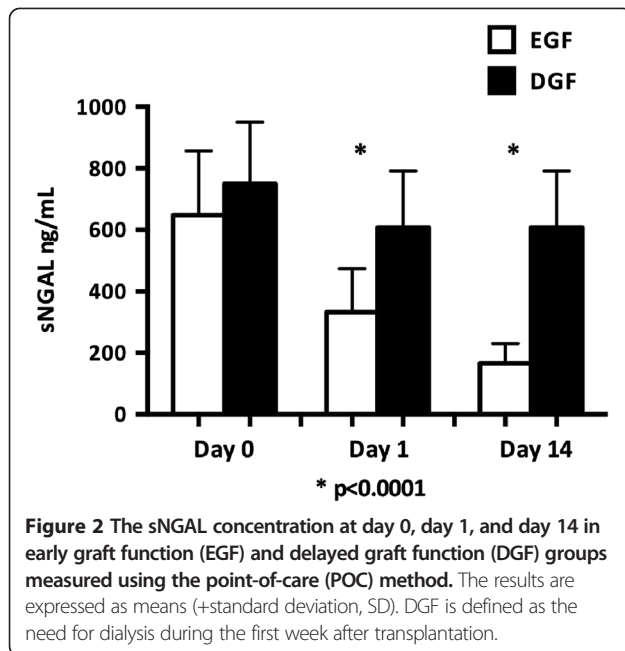 EGF
DGF
1000
800
600
400
200
0
sNGAL ng/mL
* *
Day 0 Day 1 Day 14
* p<0.0001
Figure 2 The sNGAL concentration at day 0, day 1, and day 14 in
early graft function (EGF) and delayed graft function (DGF) groups
measured using the point-of-care (POC) method. The results are
expressed as means (+standard deviation, SD). DGF is defined as the
need for dialysis during the first week after transplantation.